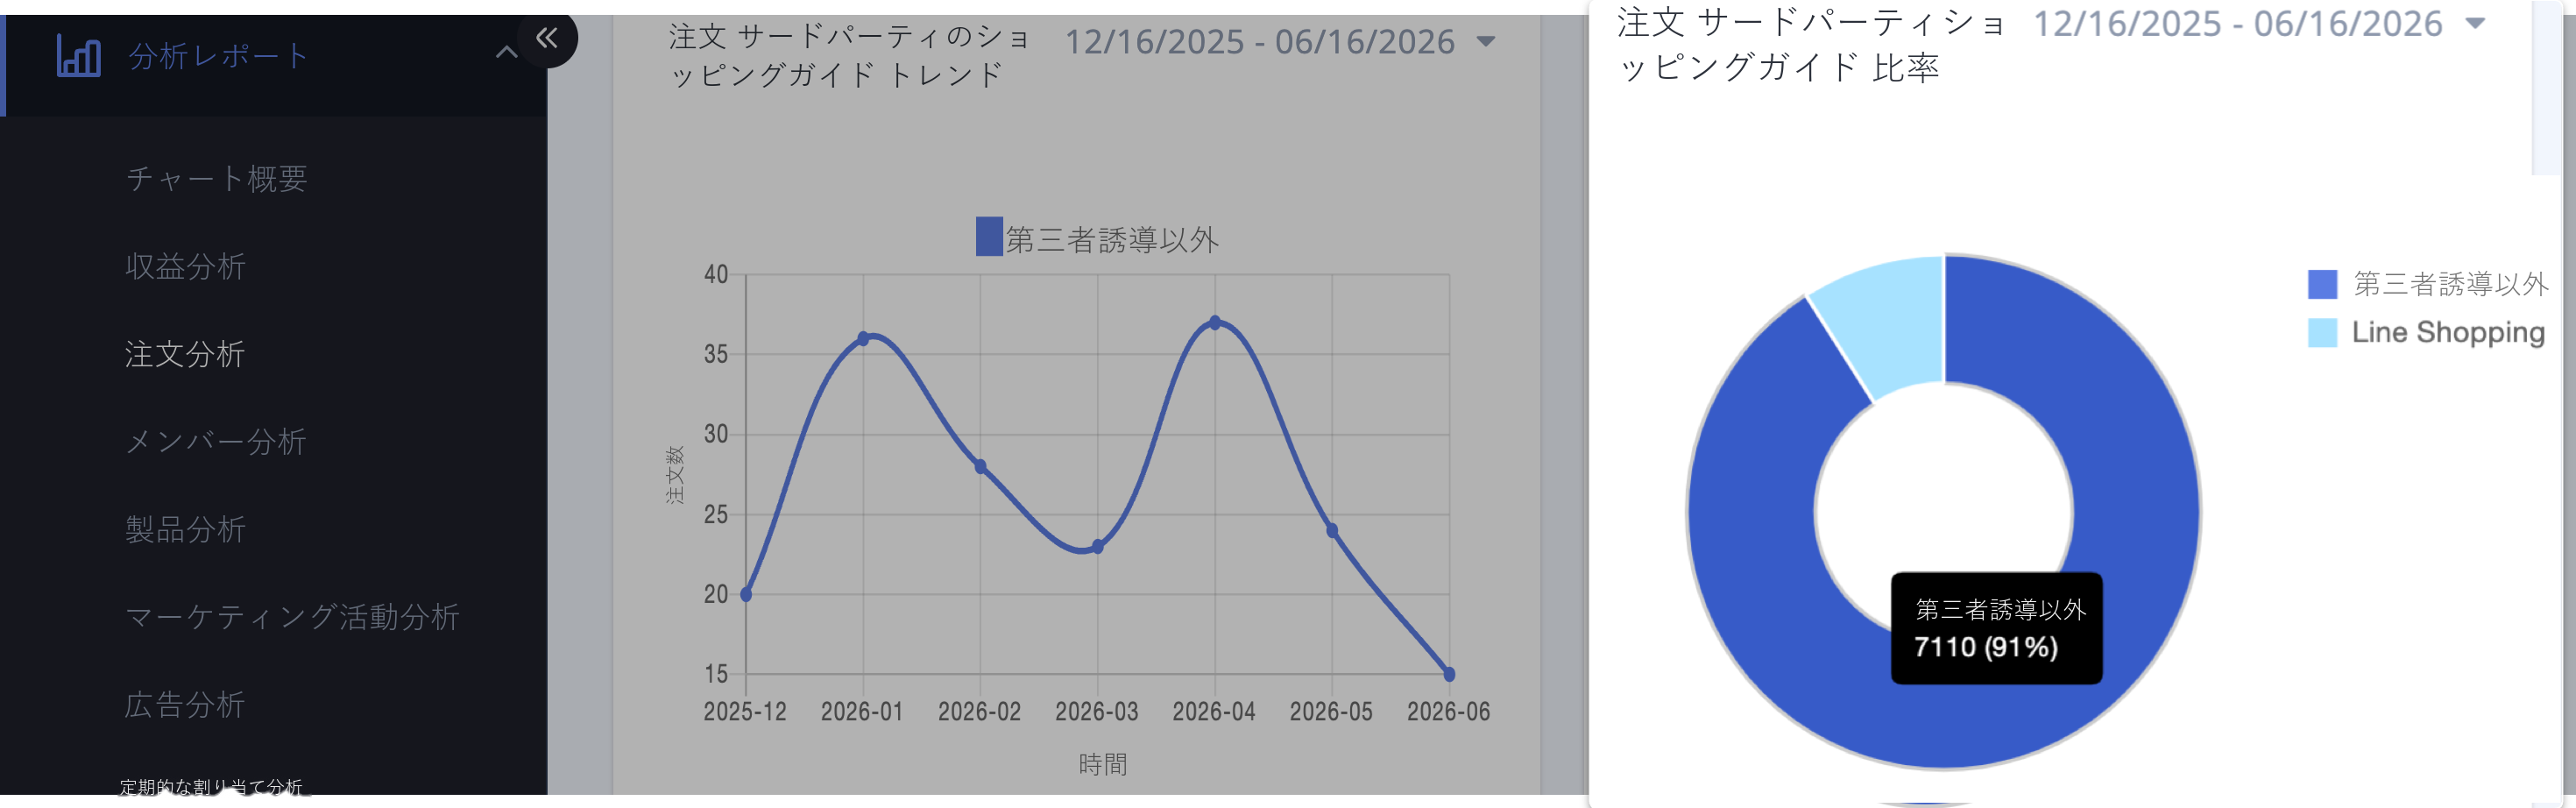 分析レポート
チャート概要
収益分析
注文分析
メンバー分析
製品分析
マーケティング活動分析
広告分析
定期的な割り当て分析
注文 サードパーティのショ
ッピングガイド トレンド
12/16/2025 - 06/16/2026
第三者誘導以外
40
35
30
25
20
15
注文数
2025-12 2026-01 2026-02 2026-03 2026-04 2026-05 2026-06
時間
注文 サードパーティショ
ッピングガイド 比率
12/16/2025 - 06/16/2026
第三者誘導以外
Line Shopping
第三者誘導以外
7110 (91%)